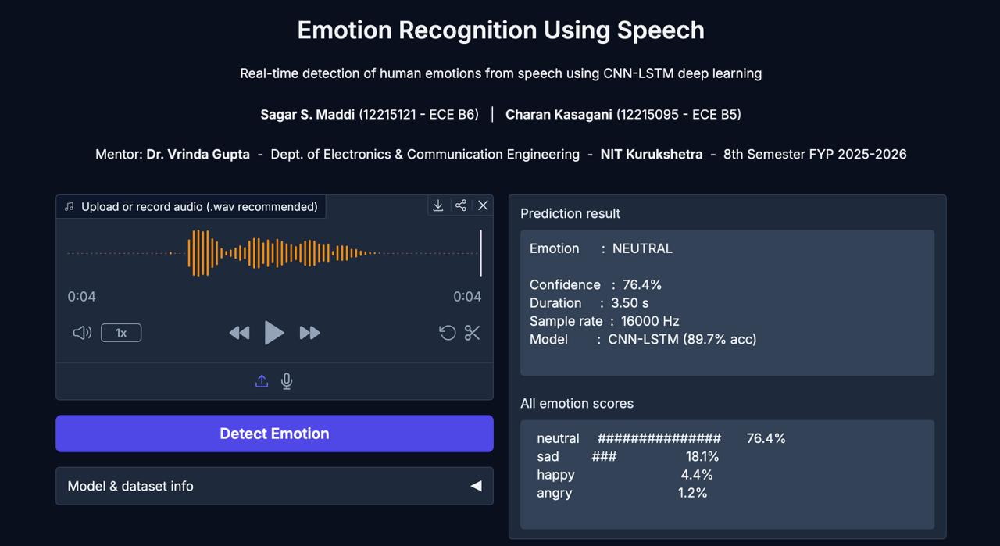 Emotion Recognition Using Speech
Real-time detection of human emotions from speech using CNN-LSTM deep learning
Sagar S. Maddi (12215121 - ECE B6) | Charan Kasagani (12215095 - ECE B5)
Mentor: Dr. Vrinda Gupta - Dept. of Electronics & Communication Engineering - NIT Kurukshetra - 8th Semester FYP 2025-2026
Upload or record audio (.wav recommended)
0:04 0:04
1x
Detect Emotion
Model & dataset info
Prediction result
Emotion : NEUTRAL
Confidence : 76.4%
Duration : 3.50 s
Sample rate : 16000 Hz
Model : CNN-LSTM (89.7% acc)
All emotion scores
neutral ############### 76.4%
sad ### 18.1%
happy 4.4%
angry 1.2%